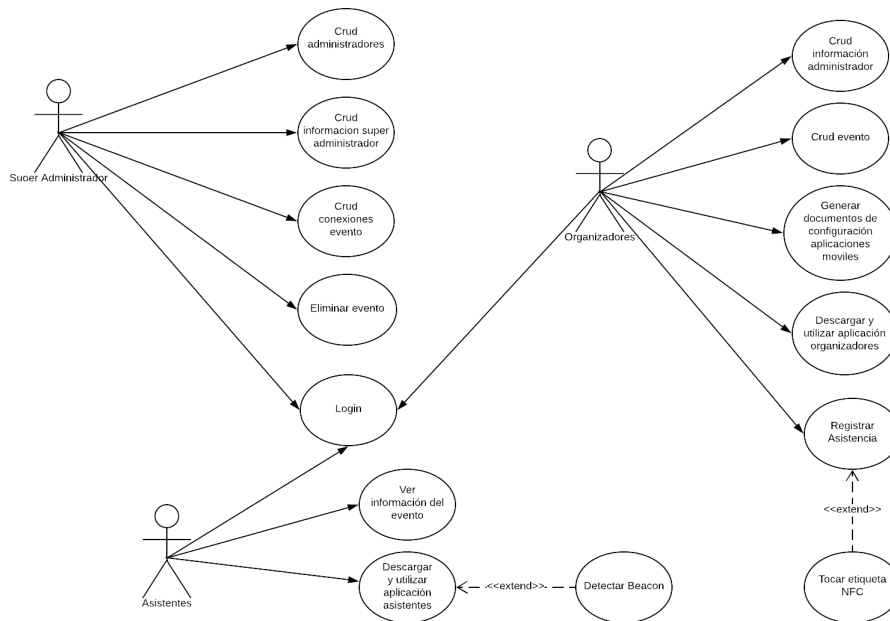 Crud
administradores
Crud
informacion super
administrador
Suoer Administrador
Crud
conexiones
evento
Eliminar evento
Login
Crud
información
administrador
Crud evento
Organizadores
Generar
documentos de
configuración
aplicaciones
moviles
Descargar y
utilizar aplicación
organizadores
Registrar
Asistencia
<<extend>>
Tocar etiqueta
NFC
Ver
información del
evento
Asistentes
Descargar
y utilizar
aplicación
asistentes
<<extend>>
Detectar Beacon